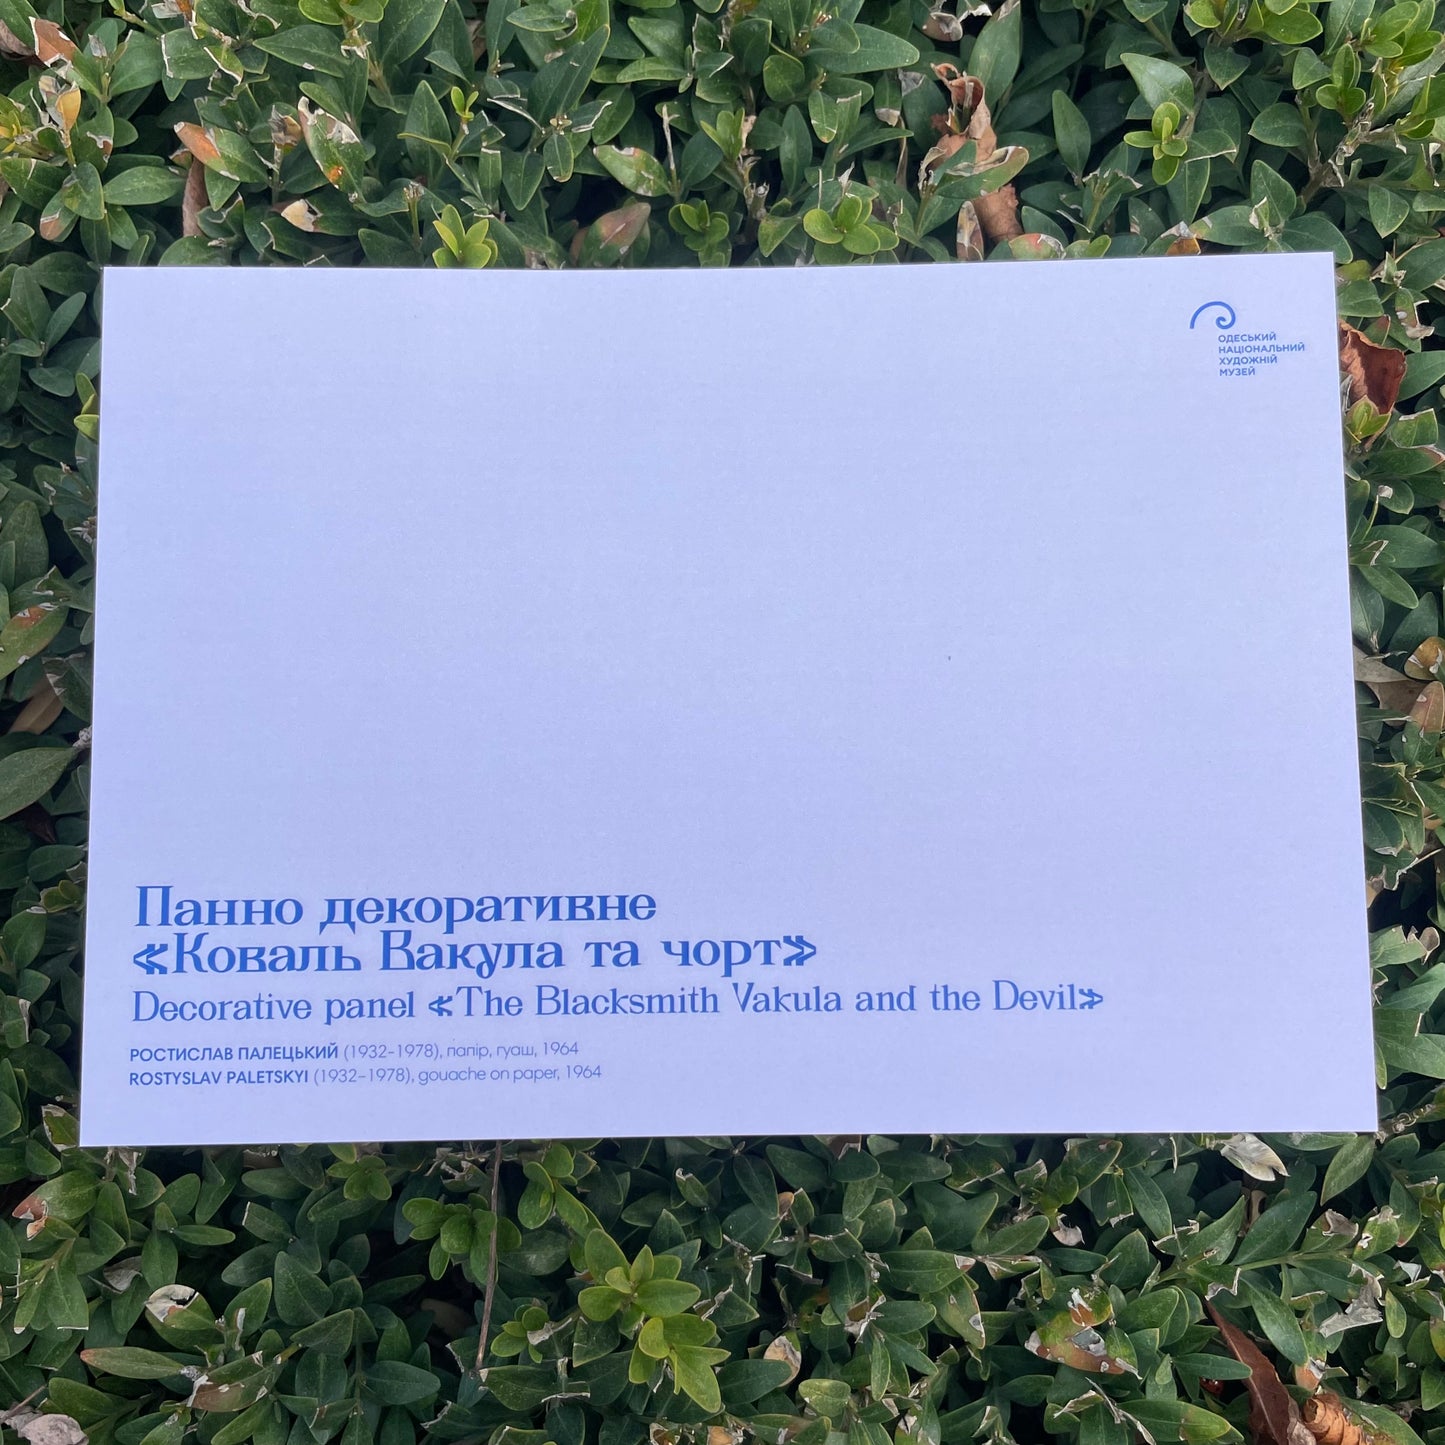 ОДЕСЬКИЙ
НАЦІОНАЛЬНИЙ
ХУДОЖНІЙ
МУЗЕЙ
Панно декоративне
«Коваль Вакула та чорт»
Decorative panel «The Blacksmith Vakula and the Devil»
РОСТИСЛАВ ПАЛЕЦЬКИЙ (1932-1978), папір, гуаш, 1964
ROSTYSLAV PALETSKYI (1932-1978), gouache on paper, 1964